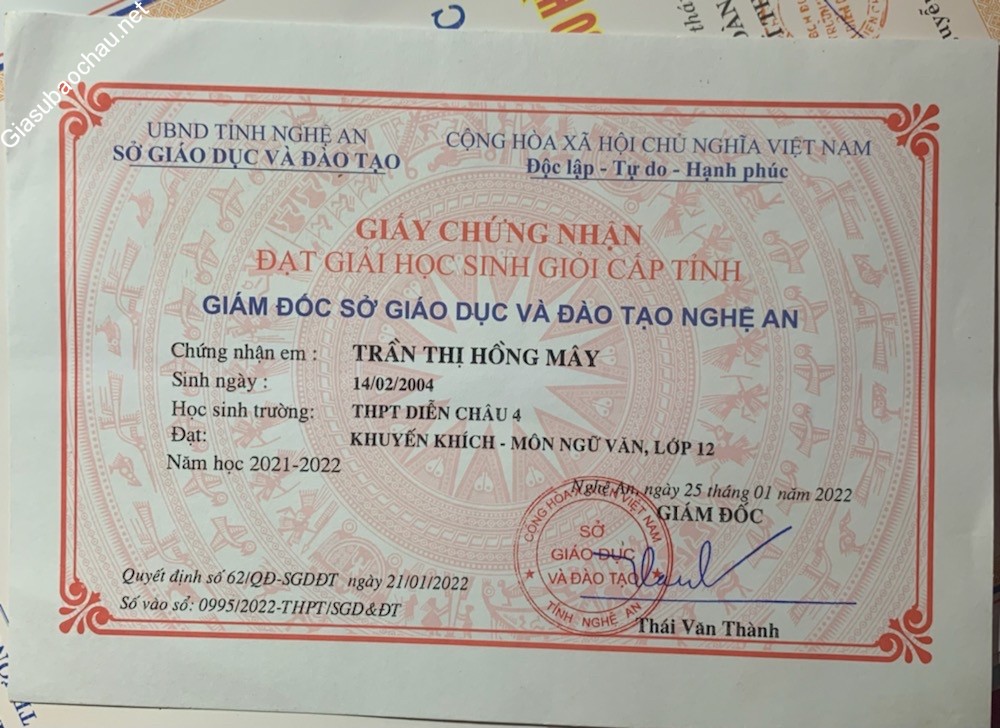 Giasubaochau.net
UBND TỈNH NGHỆ AN
SỞ GIÁO DỤC VÀ ĐÀO TẠO
CỘNG HÒA XÃ HỘI CHỦ NGHĨA VIỆT NAM
Độc lập - Tự do - Hạnh phúc
GIẤY CHỨNG NHẬN
ĐẠT GIẢI HỌC SINH GIỎI CẤP TỈNH
GIÁM ĐỐC SỞ GIÁO DỤC VÀ ĐÀO TẠO NGHỆ AN
Chứng nhận em : TRẦN THỊ HỒNG MÂY
Sinh ngày : 14/02/2004
Học sinh trường: THPT DIỄN CHÂU 4
Đạt: KHUYẾN KHÍCH - MÔN NGỮ VĂN, LỚP 12
Năm học 2021-2022
Nghệ An, ngày 25 tháng 01 năm 2022
GIÁM ĐỐC
CỘNG HÒA VIỆT NAM
SỞ
GIÁO DỤC
VÀ ĐÀO TẠO
TỈNH NGHỆ AN
Quyết định số 62/QĐ-SGDĐT ngày 21/01/2022
Số vào sổ: 0995/2022-THPT/SGD&ĐT
Thái Văn Thành